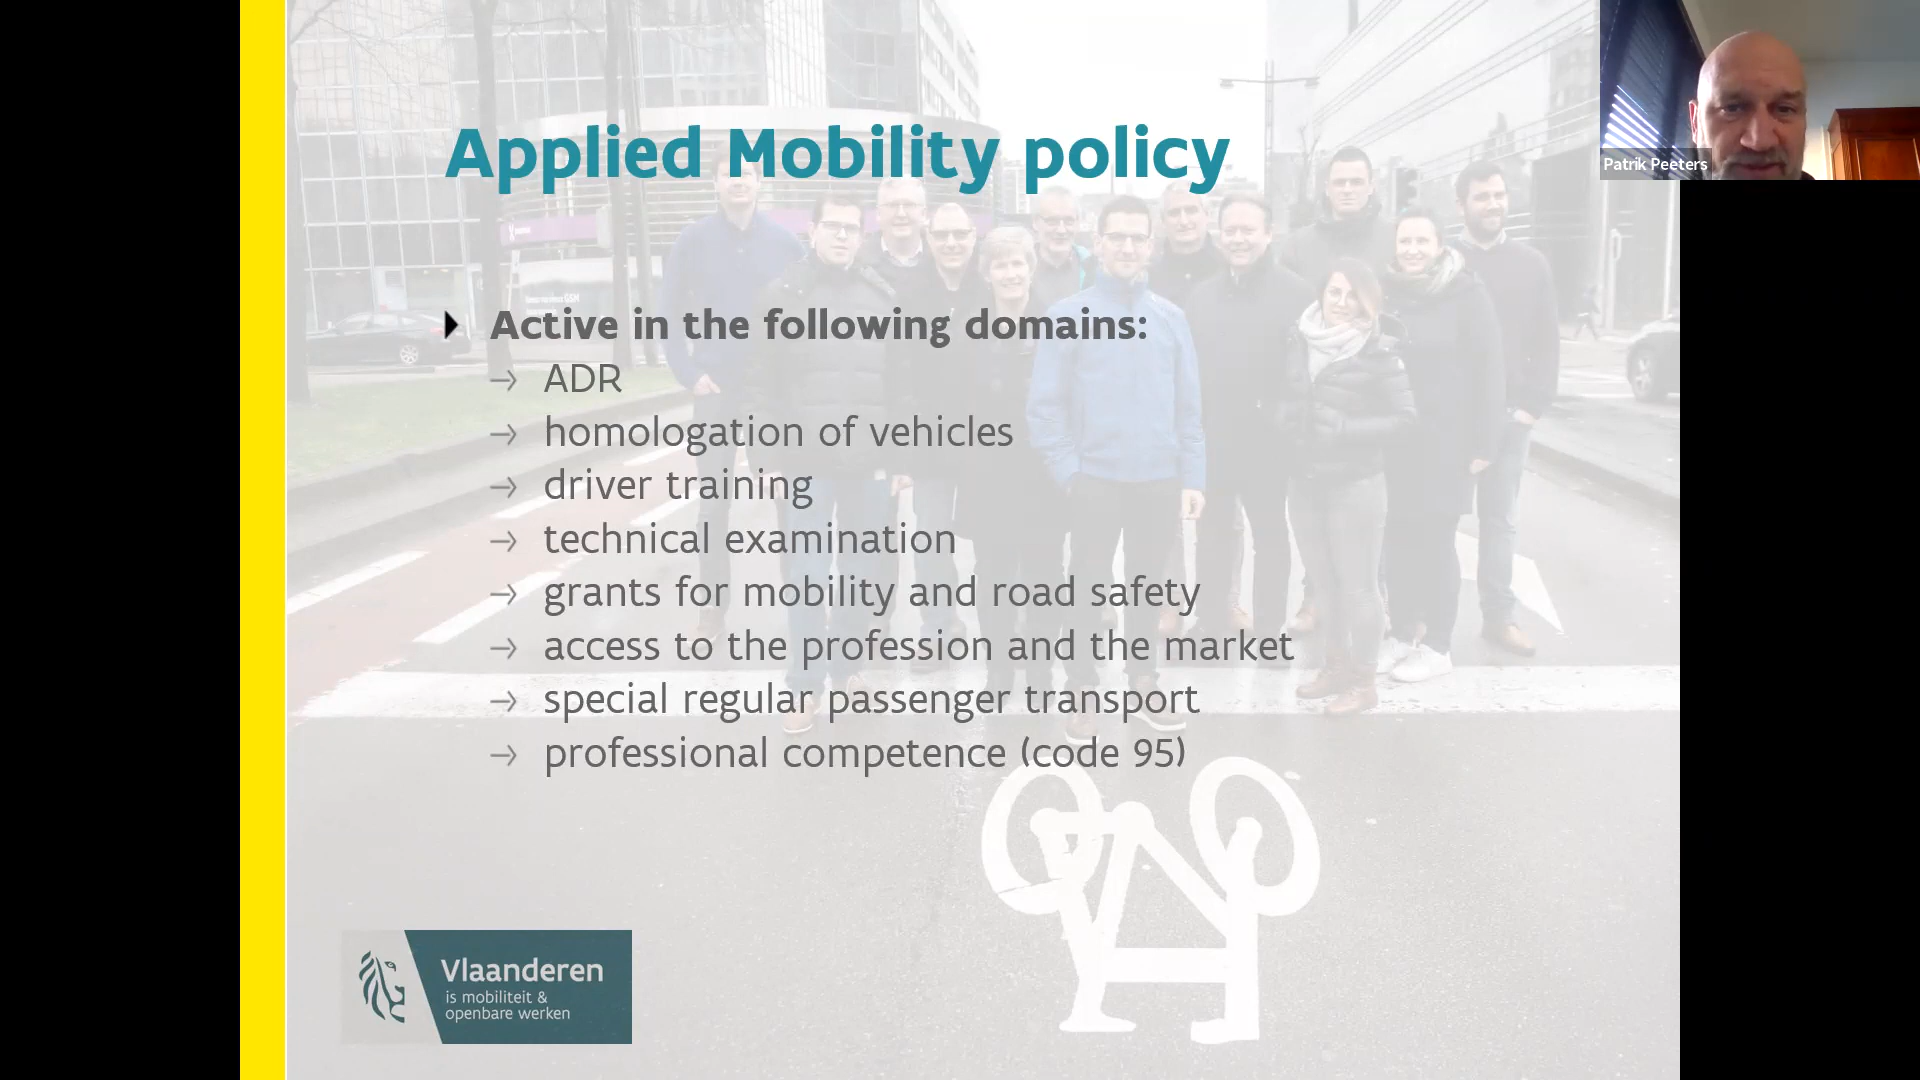 Applied Mobility policy
Patrik Peeters
Active in the following domains:
→ ADR
→ homologation of vehicles
→ driver training
→ technical examination
→ grants for mobility and road safety
→ access to the profession and the market
→ special regular passenger transport
→ professional competence (code 95)
Vlaanderen
is mobiliteit &
openbare werken